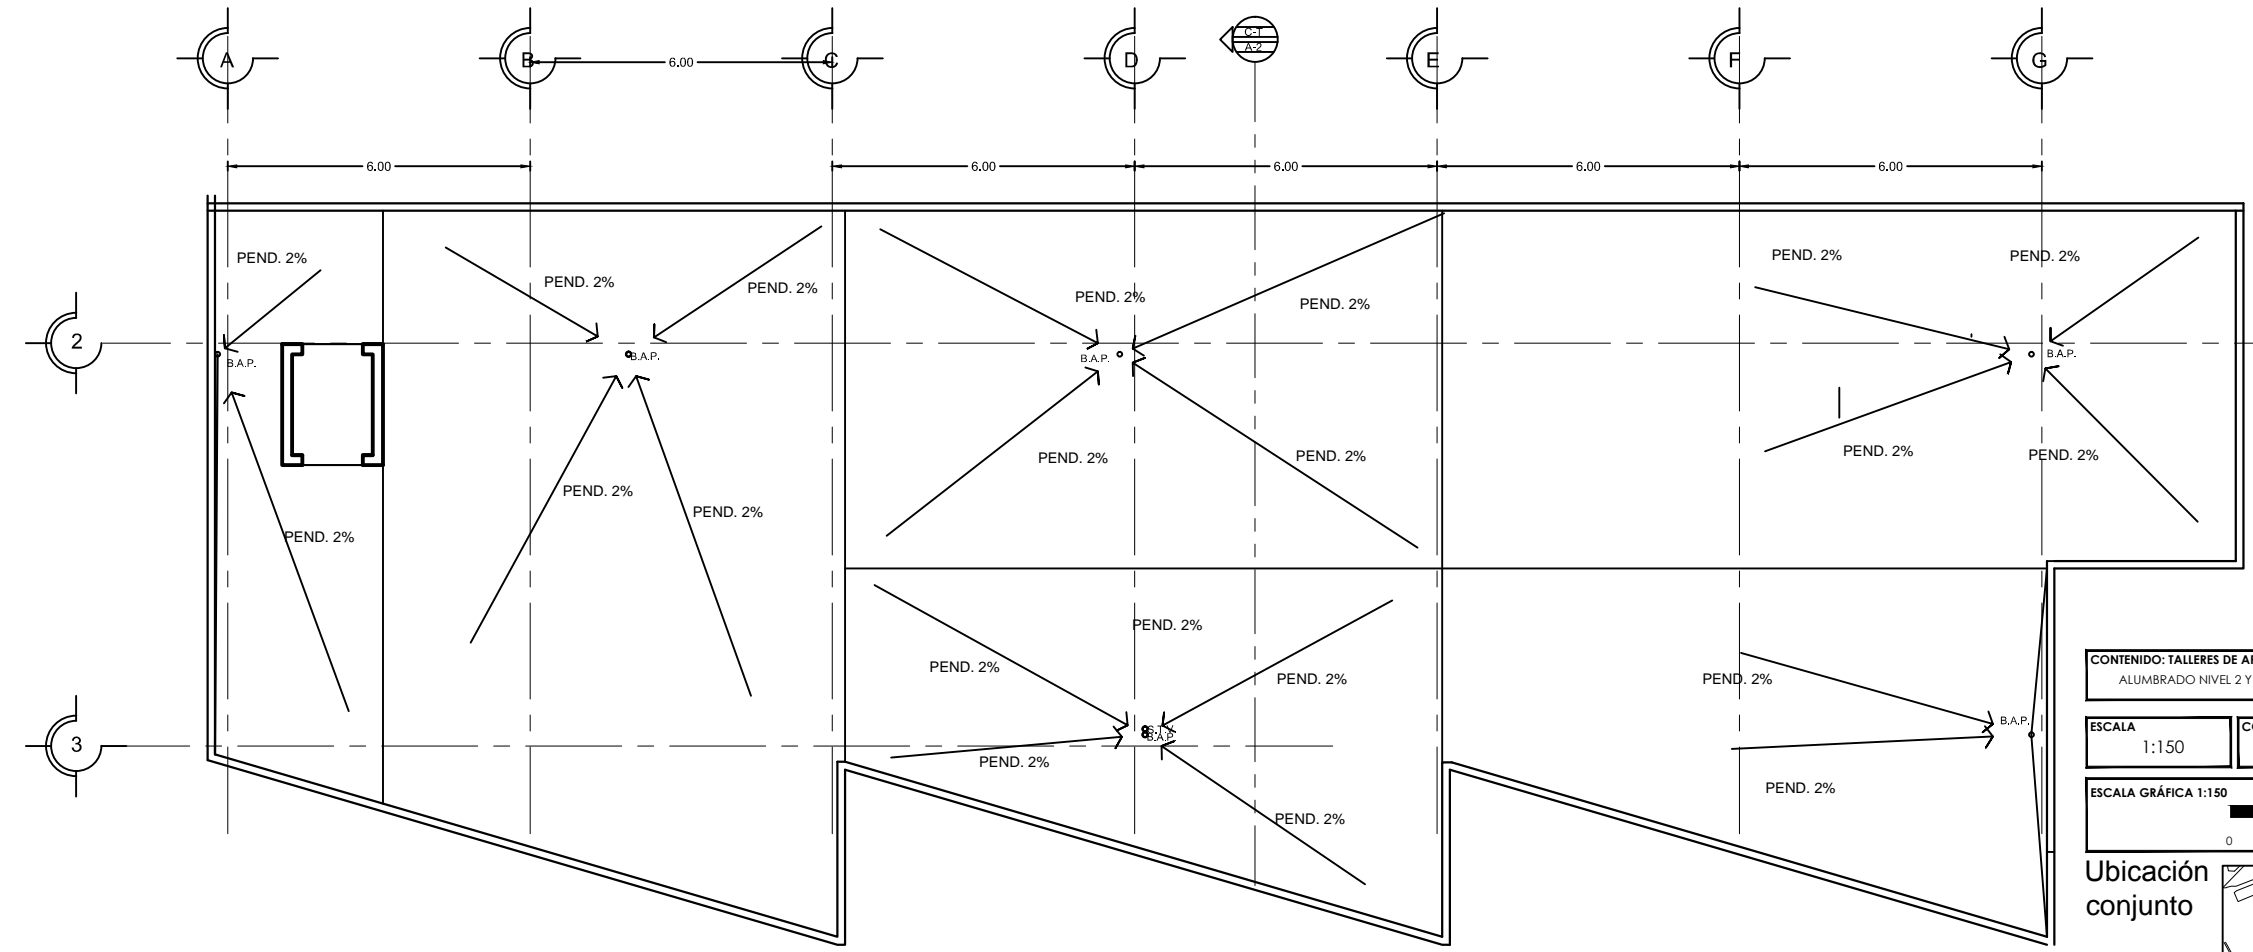 A B C D E F G
C-T
A-2
6.00
6.00 6.00 6.00 6.00 6.00
PEND. 2% PEND. 2% PEND. 2% PEND. 2% PEND. 2% PEND. 2% PEND. 2%
2
B.A.P. B.A.P. B.A.P. B.A.P.
PEND. 2% PEND. 2% PEND. 2% PEND. 2%
PEND. 2% PEND. 2% PEND. 2%
PEND. 2%
PEND. 2% PEND. 2% PEND. 2%
B.A.P.
B.A.P.
3
PEND. 2% PEND. 2% PEND. 2%
CONTENIDO: TALLERES DE
ALUMBRADO NIVEL 2 Y
ESCALA
1:150
ESCALA GRÁFICA 1:150
0
Ubicación
conjunto